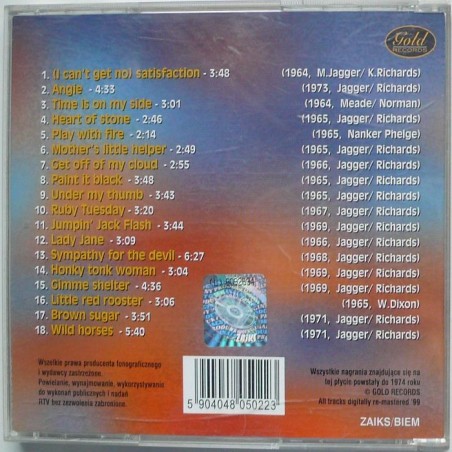 Gold
RECORDS
1. (I can't get no) satisfaction - 3:48 (1964, M.Jagger/ K.Richards)
2. Angie - 4:33 (1973, Jagger/ Richards)
3. Time is on my side - 3:01 (1964, Meade/ Norman)
4. Heart of stone - 2:46 (1965, Jagger/ Richards)
5. Play with fire - 2:14 (1965, Nanker Phelge)
6. Mother's little helper - 2:49 (1965, Jagger/ Richards)
7. Get off of my cloud - 2:55 (1966, Jagger/ Richards)
8. Paint it black - 3:48 (1965, Jagger/ Richards)
9. Under my thumb - 3:43 (1965, Jagger/ Richards)
10. Ruby Tuesday - 3:20 (1967, Jagger/ Richards)
11. Jumpin' Jack Flash - 3:44 (1969, Jagger/ Richards)
12. Lady Jane - 3:09 (1966, Jagger/ Richards)
13. Sympathy for the devil - 6:27 (1968, Jagger/ Richards)
14. Honky tonk woman - 3:04 (1969, Jagger/ Richards)
15. Gimme shelter - 4:36 (1969, Jagger/ Richards)
16. Little red rooster - 3:06 (1965, W.Dixon)
17. Brown sugar - 3:51 (1971, Jagger/ Richards)
18. Wild horses - 5:40 (1971, Jagger/ Richards)
ZAIKS
Wszelkie prawa producenta fonograficznego
i wydawcy zastrzeżone.
Powielanie, wynajmowanie, wykorzystywanie
do wykonań publicznych i nadań
RTV bez zezwolenia zabronione.
5 904048 050223
Wszystkie nagrania znajdujące się na
tej płycie powstały do 1974 roku
© GOLD RECORDS
All tracks digitally re-mastered '99
ZAIKS/BIEM